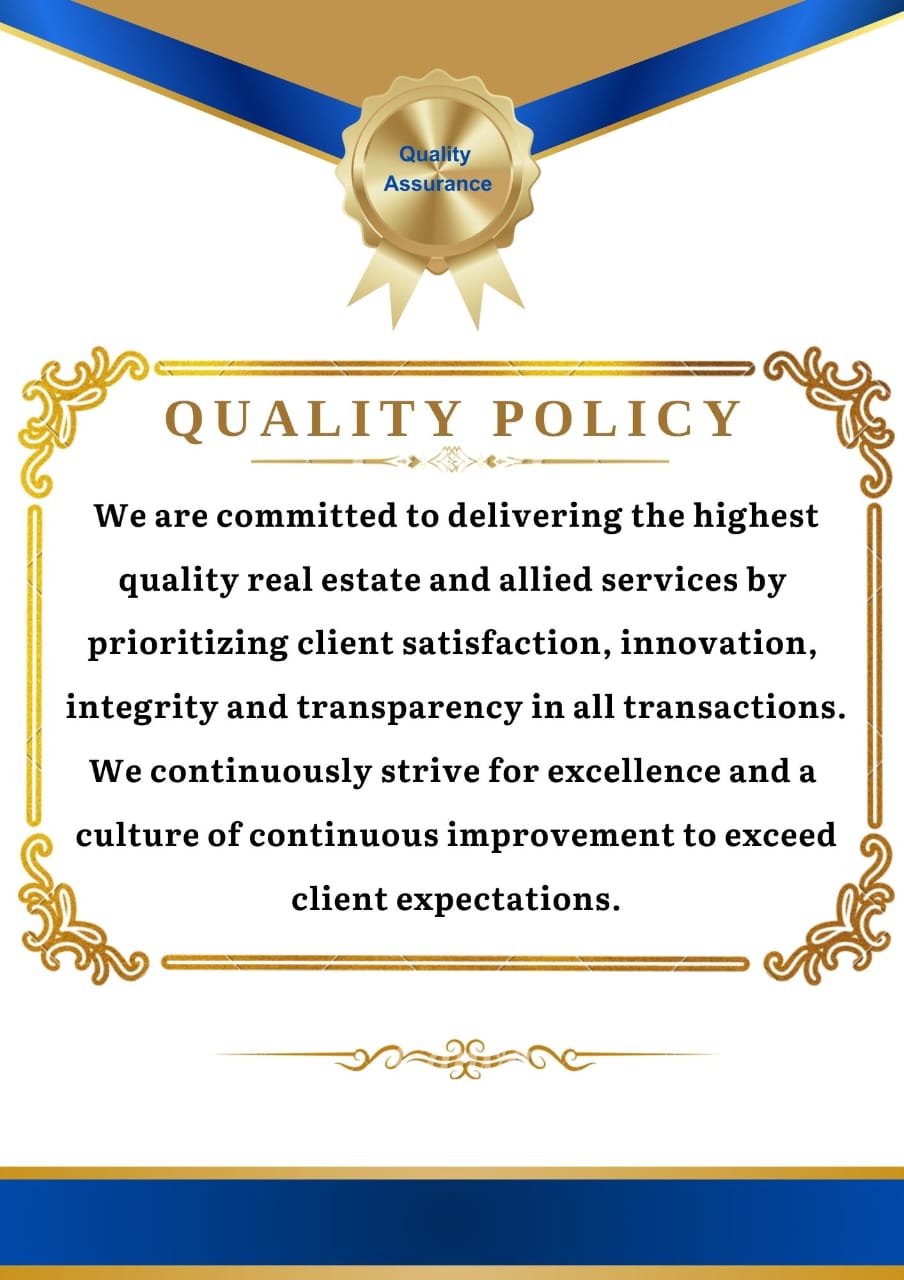 Quality
Assurance
QUALITY POLICY
We are committed to delivering the highest
quality real estate and allied services by
prioritizing client satisfaction, innovation,
integrity and transparency in all transactions.
We continuously strive for excellence and a
culture of continuous improvement to exceed
client expectations.